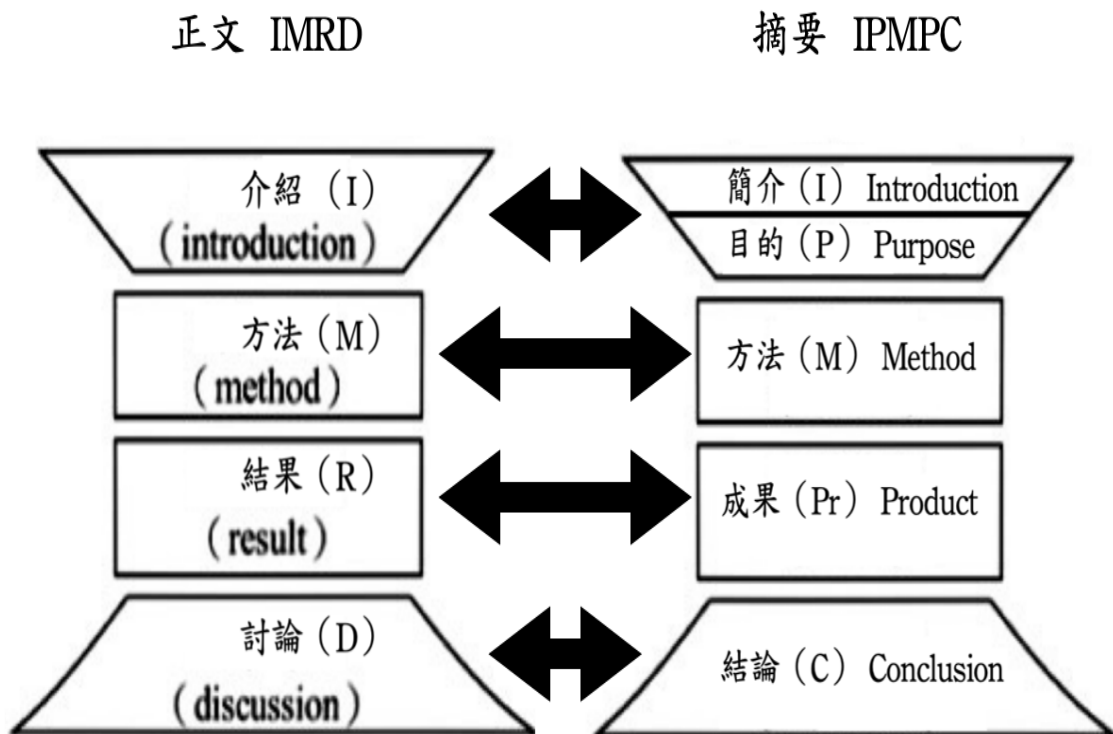 正文 IMRD
摘要 IPMPC
介紹（I）
（introduction）
方法（M）
（method）
結果（R）
（result）
討論（D）
（discussion）
簡介（I） Introduction
目的（P） Purpose
方法（M） Method
成果（Pr） Product
結論（C） Conclusion